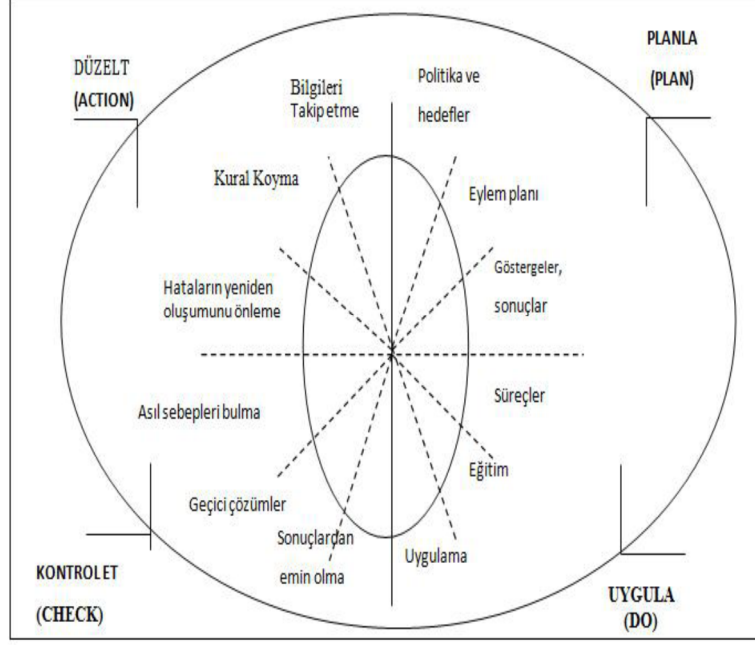 DÜZELT
(ACTION)
PLANLA
(PLAN)
Bilgileri
Takip etme
Politika ve
hedefler
Kural Koyma
Eylem planı
Hataların yeniden
oluşumunu önleme
Göstergeler,
sonuçlar
Asıl sebepleri bulma
Süreçler
Geçici çözümler
Eğitim
Sonuçlardan
emin olma
Uygulama
KONTROL ET
(CHECK)
UYGULA
(DO)